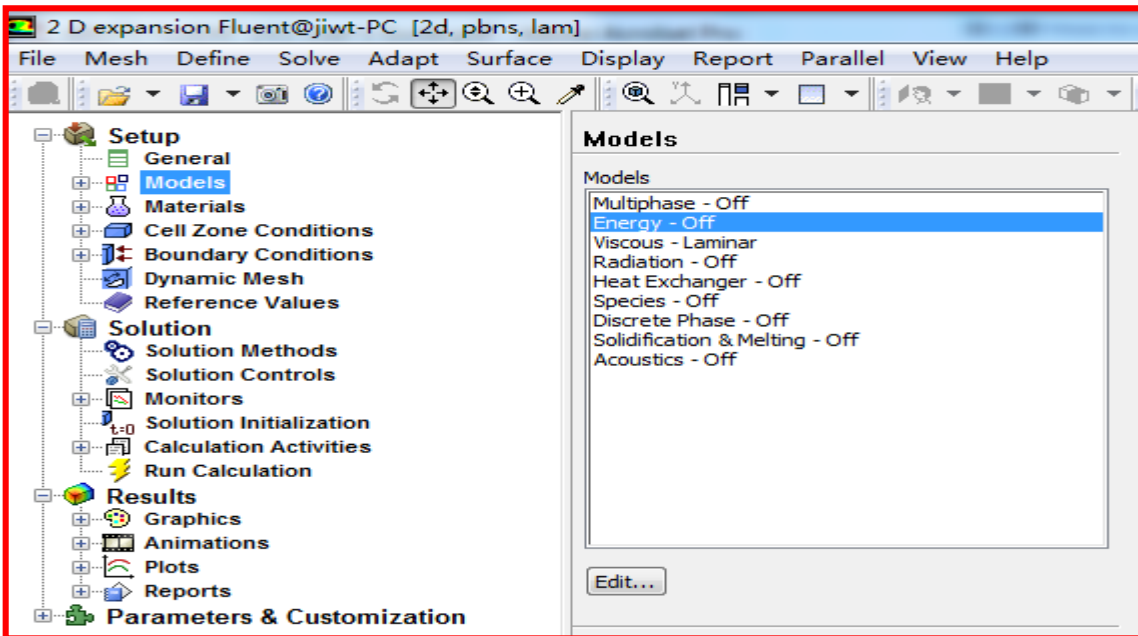 2 D expansion Fluent@jiwt-PC [2d, pbns, lam]
File Mesh Define Solve Adapt Surface Display Report Parallel View Help
Setup
General
Models
Materials
Cell Zone Conditions
Boundary Conditions
Dynamic Mesh
Reference Values
Solution
Solution Methods
Solution Controls
Monitors
t=0 Solution Initialization
Calculation Activities
Run Calculation
Results
Graphics
Animations
Plots
Reports
Parameters & Customization
Models
Models
Multiphase - Off
Energy - Off
Viscous - Laminar
Radiation - Off
Heat Exchanger - Off
Species - Off
Discrete Phase - Off
Solidification & Melting - Off
Acoustics - Off
Edit...